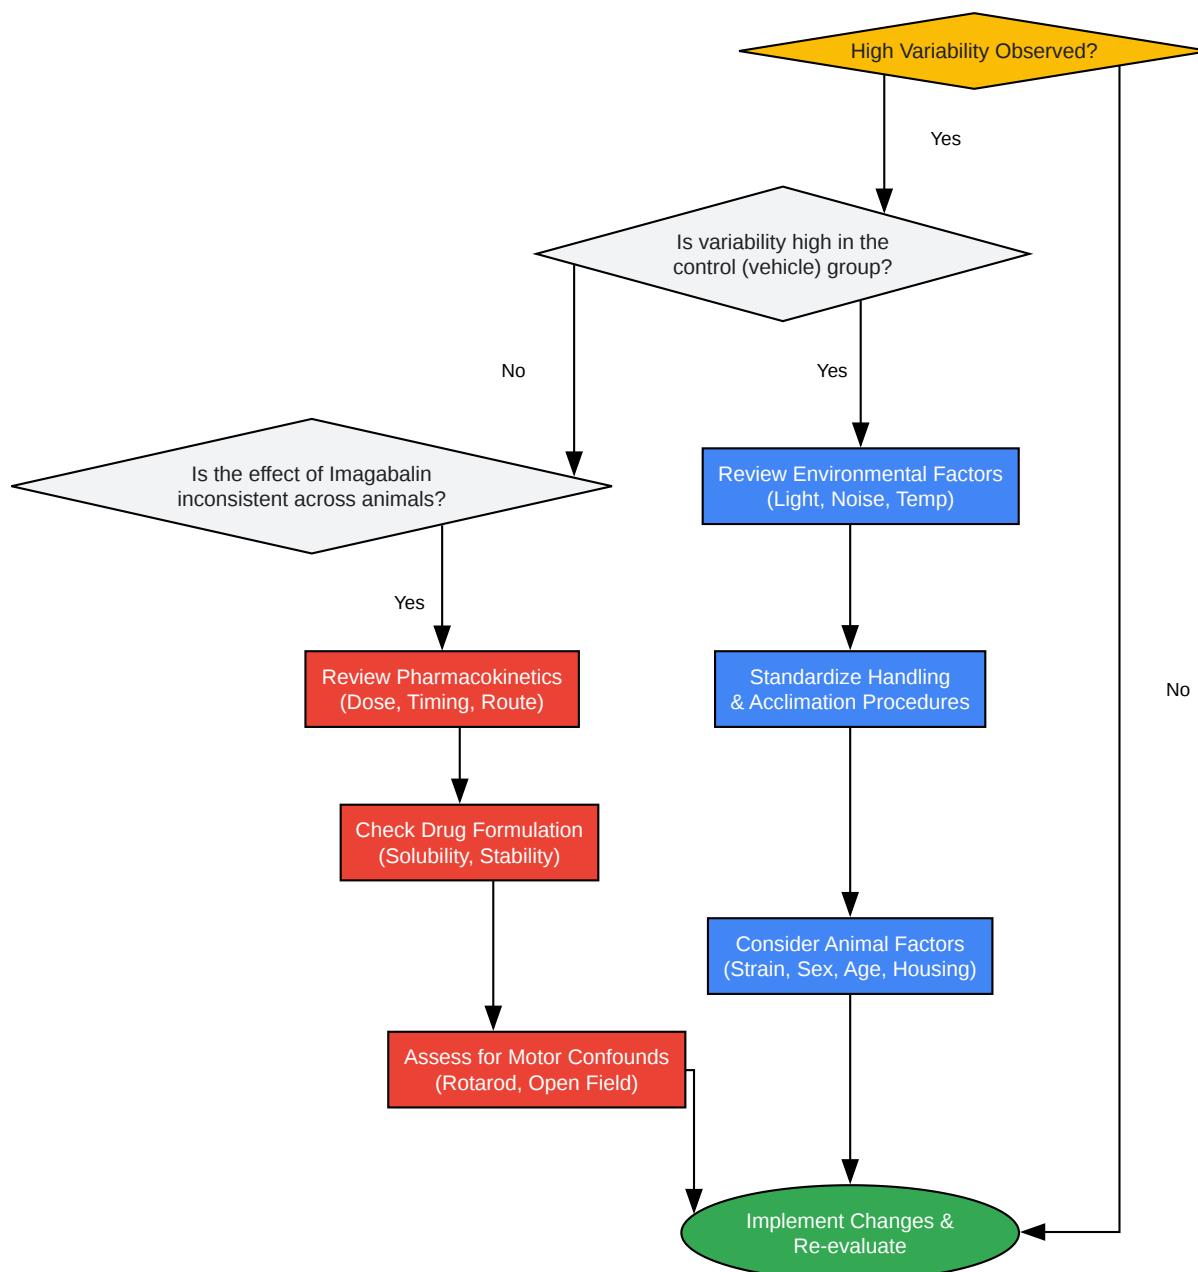 High Variability Observed?
Yes
Is variability high in the
control (vehicle) group?
No
Yes
Is the effect of Imagabalin
inconsistent across animals?
Review Environmental Factors
(Light, Noise, Temp)
Yes
Review Pharmacokinetics
(Dose, Timing, Route)
Standardize Handling
& Acclimation Procedures
No
Check Drug Formulation
(Solubility, Stability)
Consider Animal Factors
(Strain, Sex, Age, Housing)
Assess for Motor Confounds
(Rotarod, Open Field)
Implement Changes &
Re-evaluate